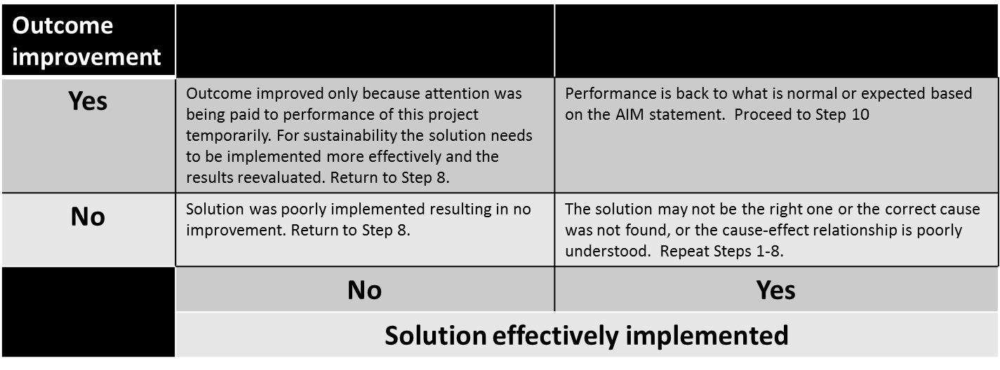 Outcome
improvement
Yes
Outcome improved only because attention was
being paid to performance of this project
temporarily. For sustainability the solution needs
to be implemented more effectively and the
results reevaluated. Return to Step 8.
Performance is back to what is normal or expected based
on the AIM statement.  Proceed to Step 10
No
Solution was poorly implemented resulting in no
improvement. Return to Step 8.
The solution may not be the right one or the correct cause
was not found, or the cause-effect relationship is poorly
understood.  Repeat Steps 1-8.
No
Yes
Solution effectively implemented